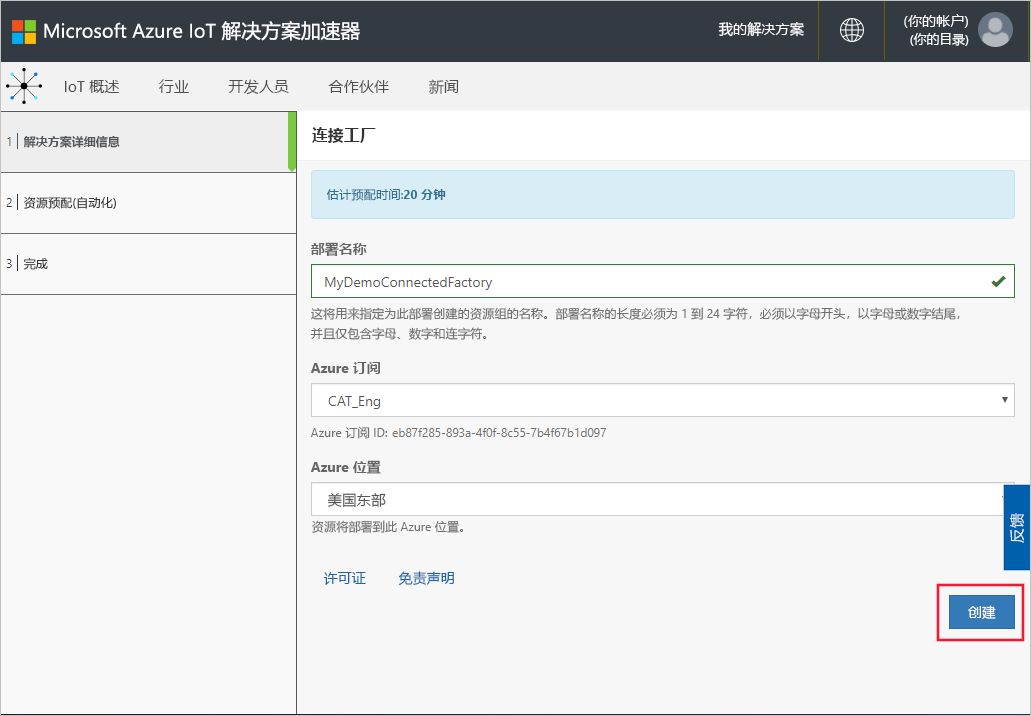 Microsoft Azure IoT 解决方案加速器
我的解决方案
(你的帐户)
(你的目录)
IoT 概述
行业
开发人员
合作伙伴
新闻
1 解决方案详细信息
2 资源预配(自动化)
3 完成
连接工厂
估计预配时间:20 分钟
部署名称
MyDemoConnectedFactory
这将用来指定为此部署创建的资源组的名称。部署名称的长度必须为 1 到 24 字符，必须以字母开头，以字母或数字结尾，
并且仅包含字母、数字和连字符。
Azure 订阅
CAT_Eng
Azure 订阅 ID: eb87f285-893a-4f0f-8c55-7b4f67b1d097
Azure 位置
美国东部
资源将部署到此 Azure 位置。
反馈
许可证
免责声明
创建